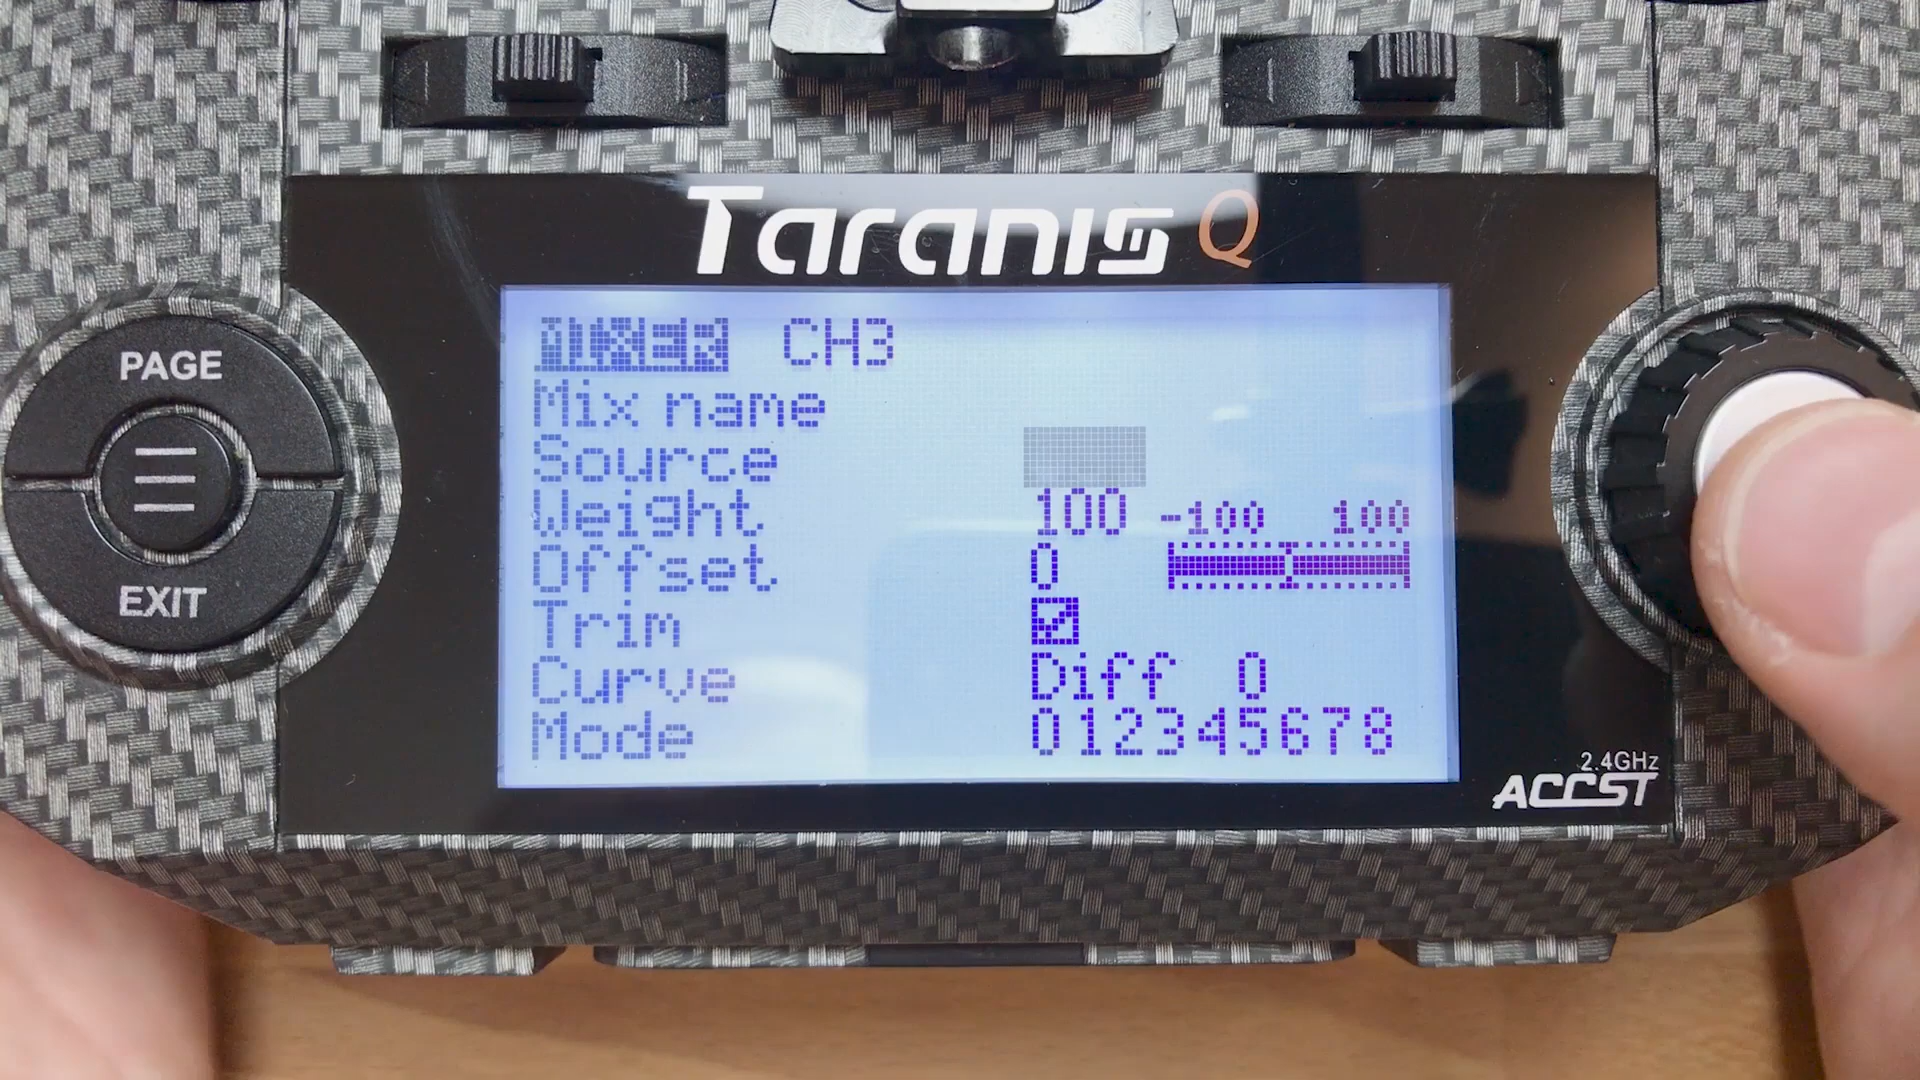 Taranis Q
PAGE
EXIT
MIXER CH3
Mix name
Source
Weight 100 -100 100
Offset 0
Trim
Curve Diff 0
Mode 012345678
2.4GHz
ACCST